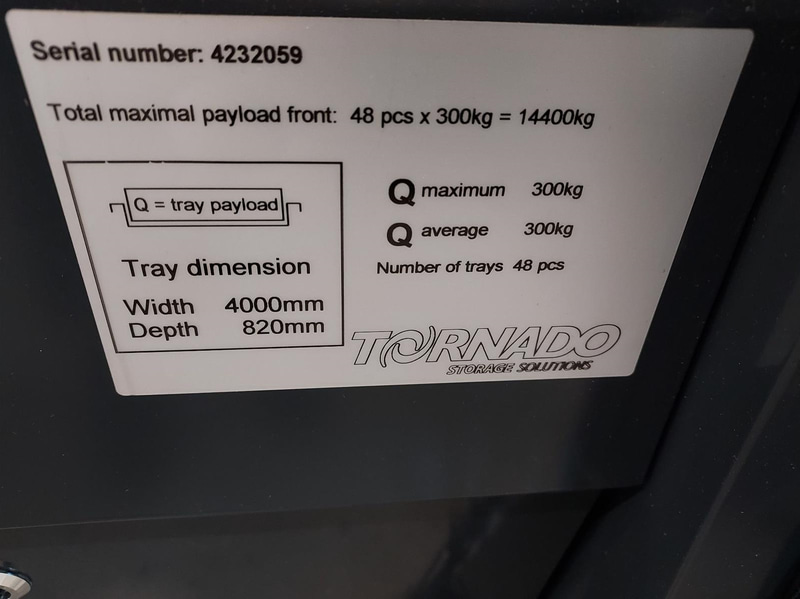 Serial number: 4232059
Total maximal payload front: 48 pcs x 300kg = 14400kg
Q = tray payload
Tray dimension
Width 4000mm
Depth 820mm
Q maximum 300kg
Q average 300kg
Number of trays 48 pcs
TORNADO
STORAGE SOLUTIONS